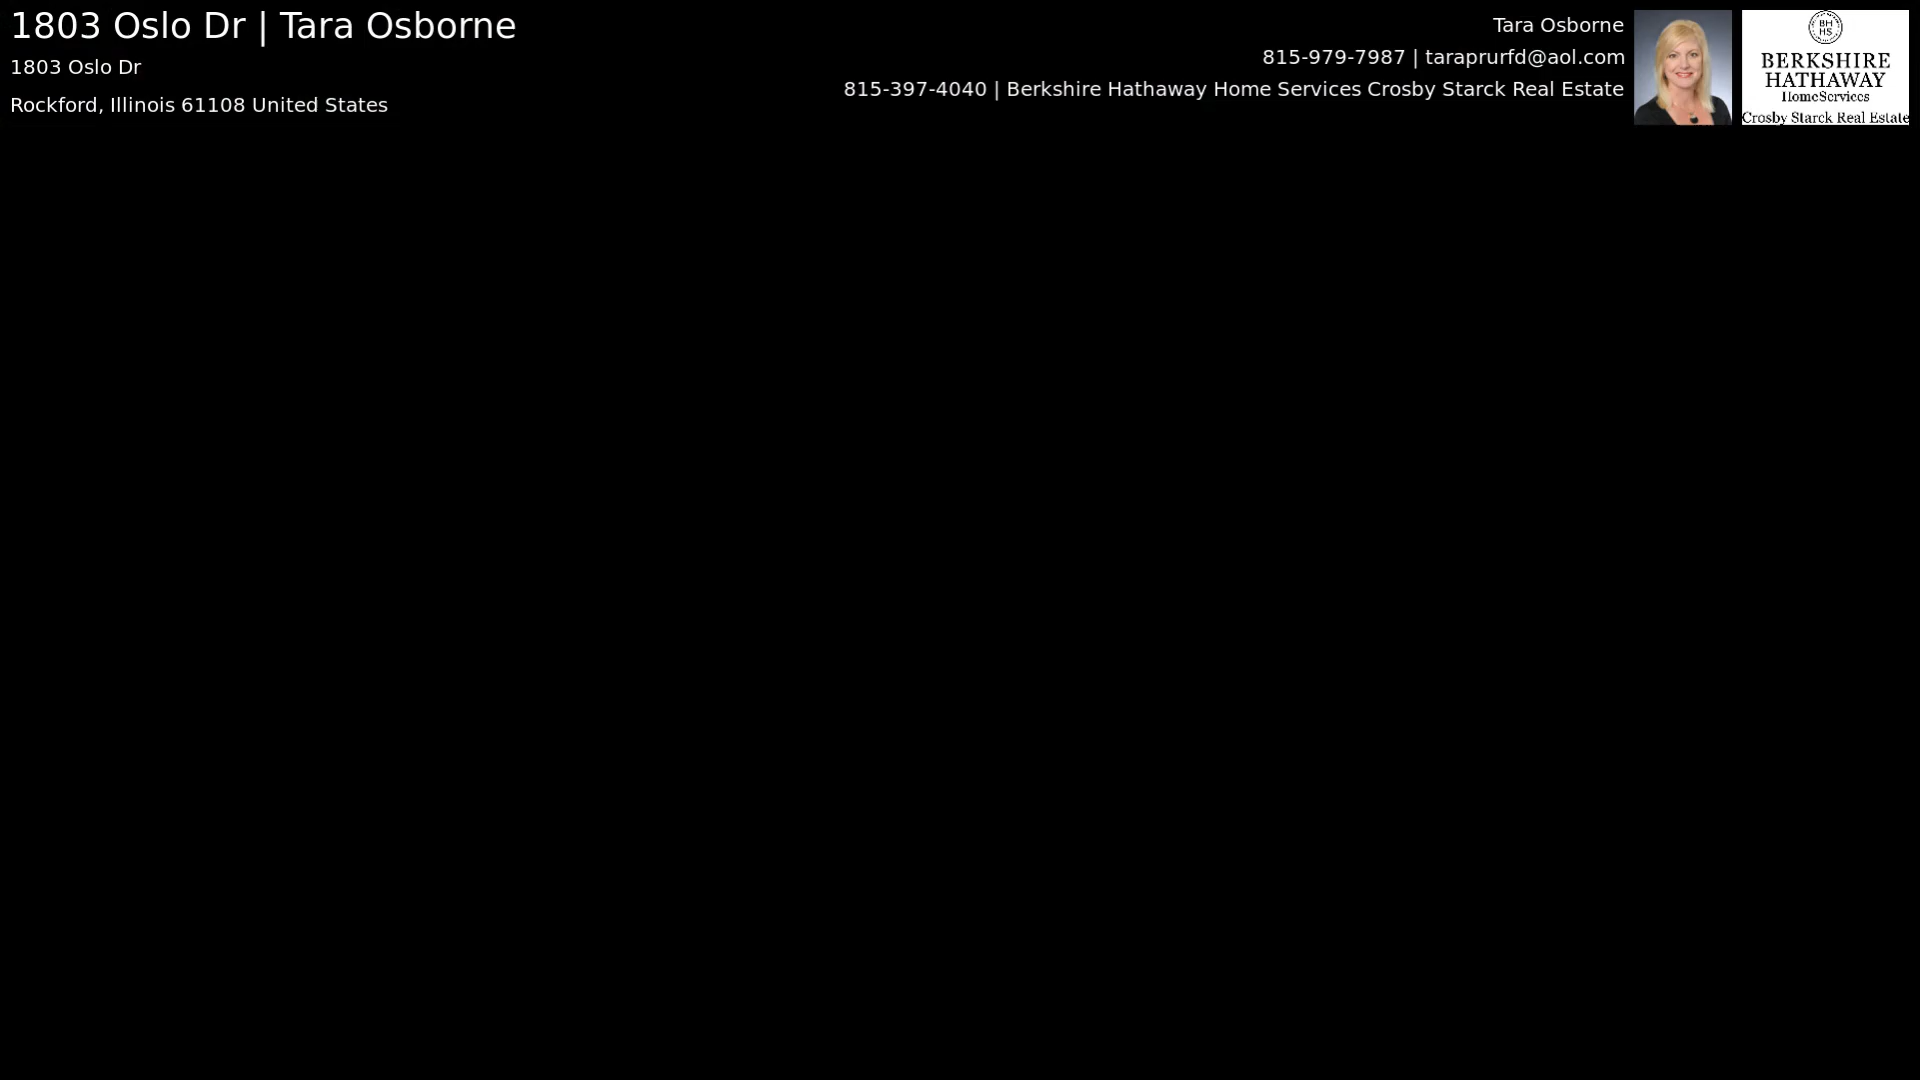 1803 Oslo Dr | Tara Osborne
1803 Oslo Dr
Rockford, Illinois 61108 United States
Tara Osborne
815-979-7987 | taraprurfd@aol.com
815-397-4040 | Berkshire Hathaway Home Services Crosby Starck Real Estate
BH
HS
BERKSHIRE
HATHAWAY
HomeServices
Crosby Starck Real Estate